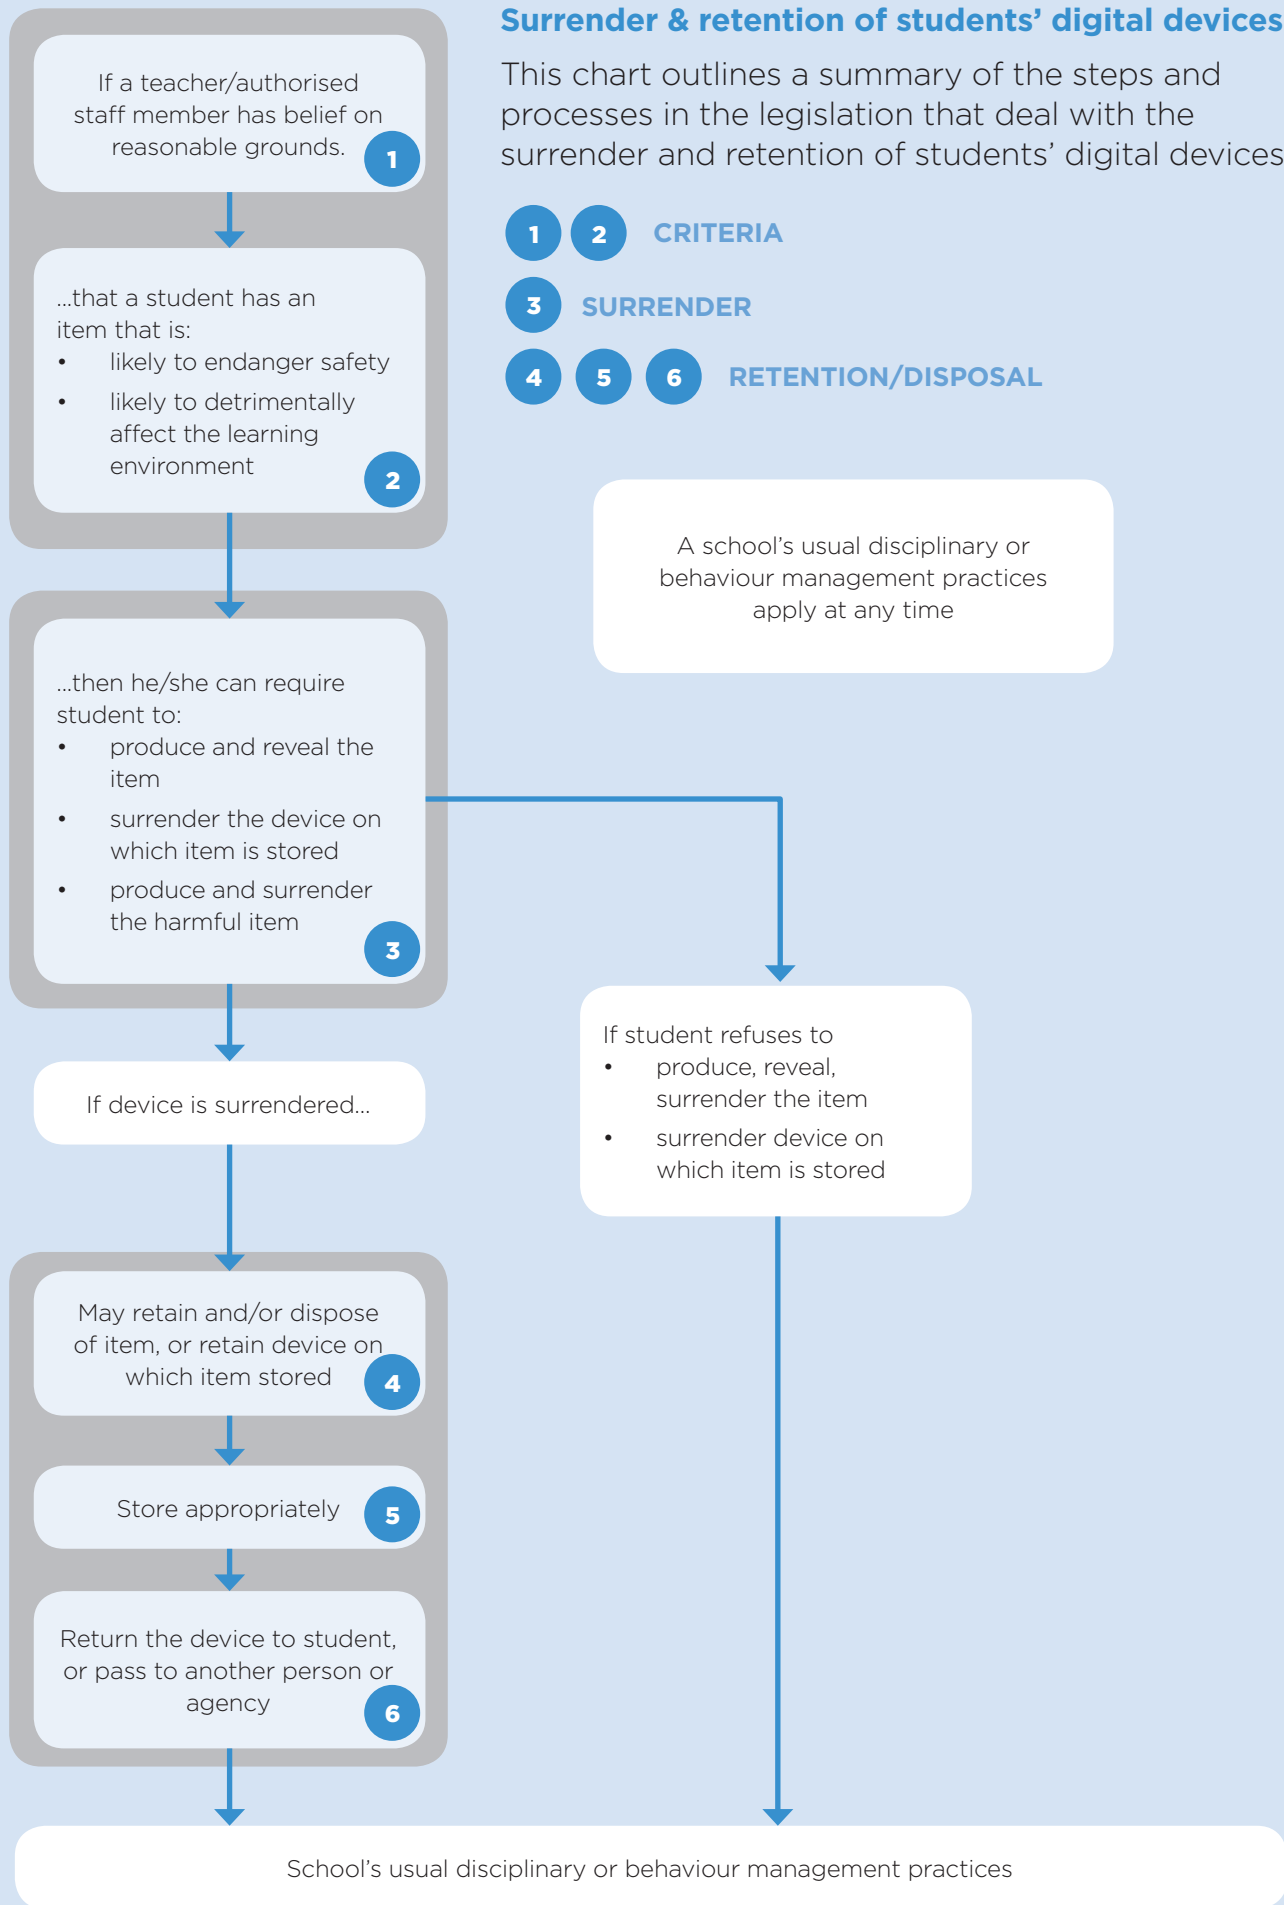 Surrender & retention of students’ digital devices
This chart outlines a summary of the steps and
processes in the legislation that deal with the
surrender and retention of students’ digital devices
1 2 CRITERIA
3 SURRENDER
4 5 6 RETENTION/DISPOSAL
If a teacher/authorised
staff member has belief on
reasonable grounds.
1
...that a student has an
item that is:
• likely to endanger safety
• likely to detrimentally
affect the learning
environment
2
A school’s usual disciplinary or
behaviour management practices
apply at any time
...then he/she can require
student to:
• produce and reveal the
item
• surrender the device on
which item is stored
• produce and surrender
the harmful item
3
If student refuses to
• produce, reveal,
surrender the item
• surrender device on
which item is stored
If device is surrendered...
May retain and/or dispose
of item, or retain device on
which item stored
4
Store appropriately
5
Return the device to student,
or pass to another person or
agency
6
School’s usual disciplinary or behaviour management practices